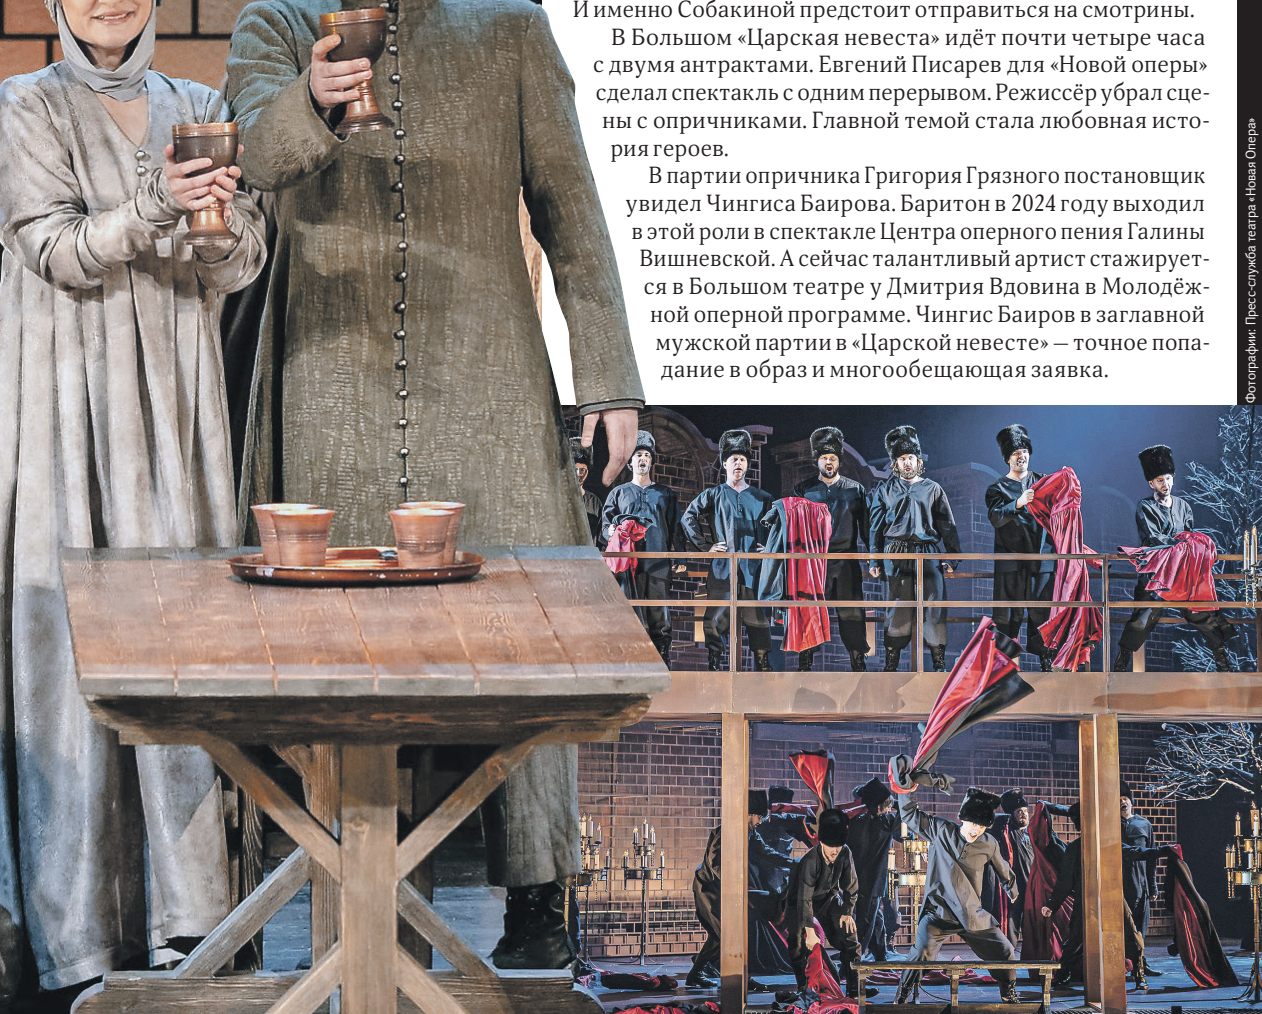 И именно Собакиной предстоит отправиться на смотрины.
В Большом «Царская невеста» идёт почти четыре часа
с двумя антрактами. Евгений Писарев для «Новой оперы»
сделал спектакль с одним перерывом. Режиссёр убрал сце-
ны с опричниками. Главной темой стала любовная исто-
рия героев.
В партии опричника Григория Грязного постановщик
увидел Чингиса Баирова. Баритон в 2024 году выходил
в этой роли в спектакле Центра оперного пения Галины
Вишневской. А сейчас талантливый артист стажирует-
ся в Большом театре у Дмитрия Вдовина в Молодёж-
ной оперной программе. Чингис Баиров в заглавной
мужской партии в «Царской невесте» – точное попа-
дание в образ и многообещающая заявка.
Фотографии: Пресс-служба театра «Новая Опера»